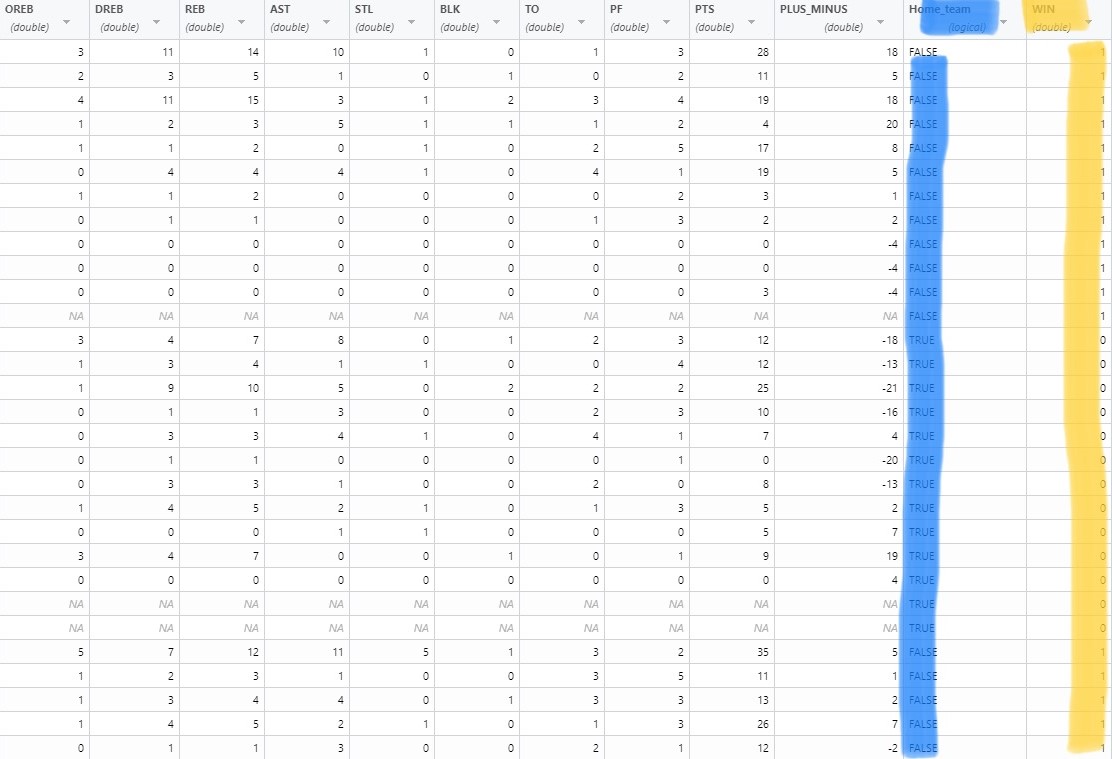 OREB DREB REB AST STL BLK TO PF PTS PLUS_MINUS Home_team WIN
(double) (double) (double) (double) (double) (double) (double) (double) (double) (double) (logical) (double)
3 11 14 10 1 0 1 3 28 18 FALSE 1
2 3 5 1 0 1 0 2 11 5 FALSE 1
4 11 15 3 1 2 3 4 19 18 FALSE 1
1 2 3 5 1 1 1 2 4 20 FALSE 1
1 1 2 0 1 0 2 5 17 8 FALSE 1
0 4 4 4 1 0 4 1 19 5 FALSE 1
1 1 2 0 0 0 0 2 3 1 FALSE 1
0 1 1 0 0 0 1 3 2 2 FALSE 1
0 0 0 0 0 0 0 0 0 -4 FALSE 1
0 0 0 0 0 0 0 0 0 -4 FALSE 1
0 0 0 0 0 0 0 0 3 -4 FALSE 1
NA NA NA NA NA NA NA NA NA NA FALSE 1
3 4 7 8 0 1 2 3 12 -18 TRUE 0
1 3 4 1 1 0 0 4 12 -13 TRUE 0
1 9 10 5 0 2 2 2 25 -21 TRUE 0
0 1 1 3 0 0 2 3 10 -16 TRUE 0
0 3 3 4 1 0 4 1 7 4 TRUE 0
0 1 1 0 0 0 0 1 0 -20 TRUE 0
0 3 3 1 0 0 2 0 8 -13 TRUE 0
1 4 5 2 1 0 1 3 5 2 TRUE 0
0 0 0 1 1 0 0 0 5 7 TRUE 0
3 4 7 0 0 1 0 1 9 19 TRUE 0
0 0 0 0 0 0 0 0 0 4 TRUE 0
NA NA NA NA NA NA NA NA NA NA TRUE 0
NA NA NA NA NA NA NA NA NA NA TRUE 0
5 7 12 11 5 1 3 2 35 5 FALSE 1
1 2 3 1 0 0 3 5 11 1 FALSE 1
1 3 4 4 0 1 3 3 13 2 FALSE 1
1 4 5 2 1 0 1 3 26 7 FALSE 1
0 1 1 3 0 0 2 1 12 -2 FALSE 1